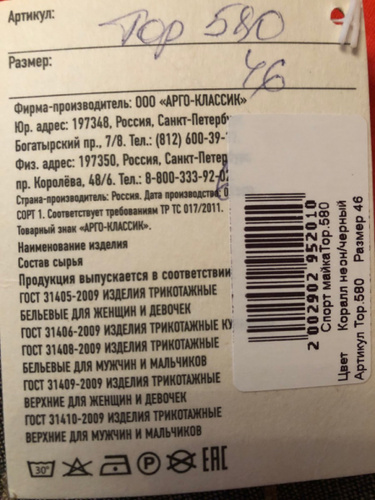 Артикул: Тор 580
Размер: 46
Фирма-производитель: ООО «АРГО-КЛАССИК»
Юр. адрес: 197348, Россия, Санкт-Петербу
Богатырский пр., 7/8. Тел.: (812) 600-39-
Физ. адрес: 197350, Россия, Санкт-Петер
пр. Королёва, 48/6. Тел.: 8-800-333-92-02
Страна-производитель: Россия. Дата производства:
СОРТ 1. Соответствует требованиям ТР ТС 017/2011.
Товарный знак «АРГО-КЛАССИК».
Наименование изделия
Состав сырья
Продукция выпускается в соответствии
ГОСТ 31405-2009 ИЗДЕЛИЯ ТРИКОТАЖНЫЕ
БЕЛЬЕВЫЕ ДЛЯ ЖЕНЩИН И ДЕВОЧЕК
ГОСТ 31406-2009 ИЗДЕЛИЯ ТРИКОТАЖНЫЕ КУ
ГОСТ 31408-2009 ИЗДЕЛИЯ ТРИКОТАЖНЫЕ
БЕЛЬЕВЫЕ ДЛЯ МУЖЧИН И МАЛЬЧИКОВ
ГОСТ 31409-2009 ИЗДЕЛИЯ ТРИКОТАЖНЫЕ
ВЕРХНИЕ ДЛЯ ЖЕНЩИН И ДЕВОЧЕК
ГОСТ 31410-2009 ИЗДЕЛИЯ ТРИКОТАЖНЫЕ
ВЕРХНИЕ ДЛЯ МУЖЧИН И МАЛЬЧИКОВ
30°
EAC
2 002902 952010
Спорт майкаТор.580
Цвет Коралл неон/черный
Артикул Тор.580 Размер 46